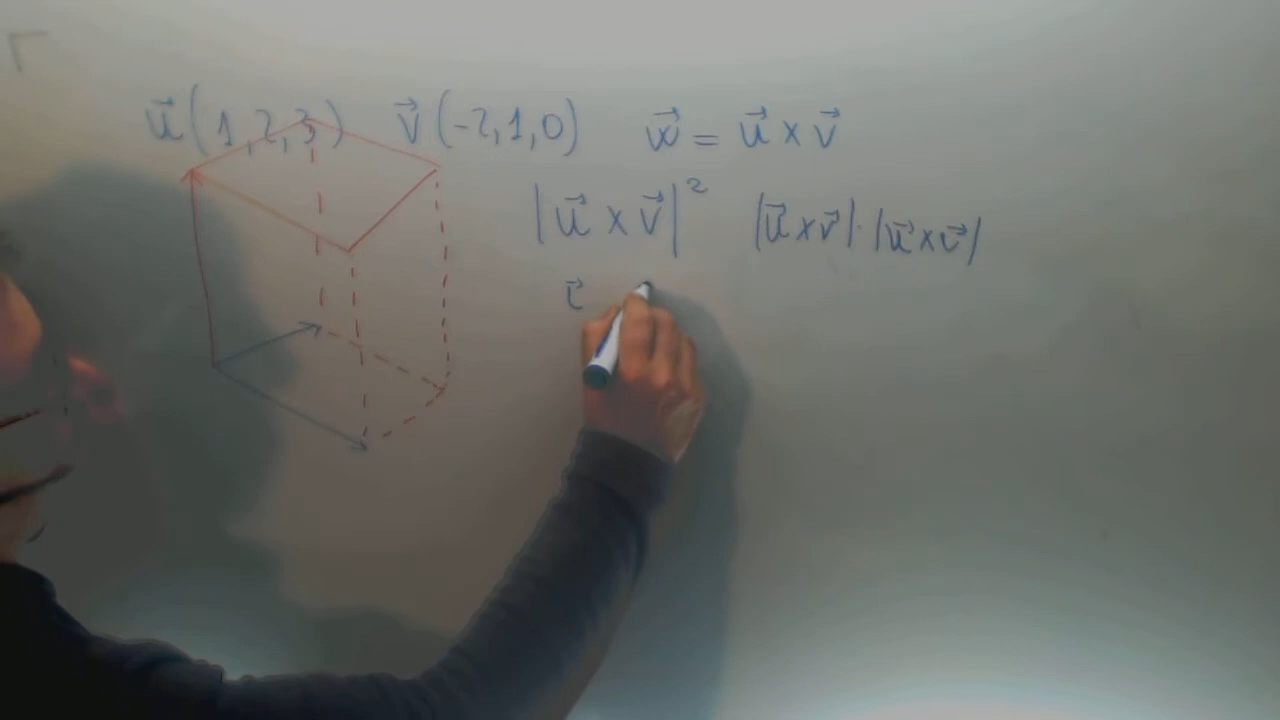 u⃗(1,2,3) v⃗(-2,1,0) w⃗ = u⃗ x v⃗
|u⃗ x v⃗|² |u⃗ x v⃗|·|u⃗ x v⃗|